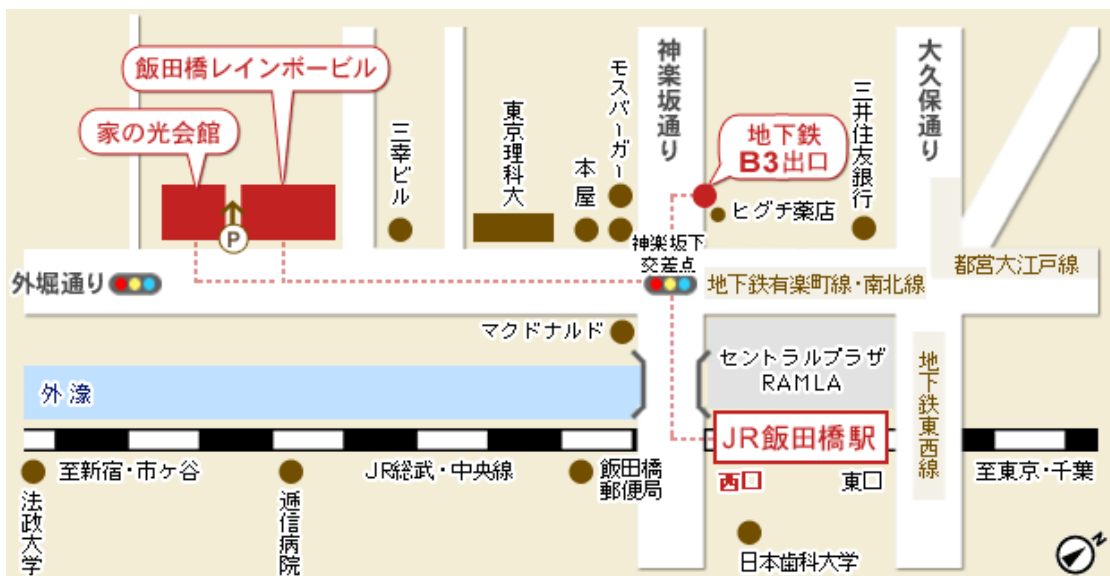 飯田橋レインボービル
家の光会館
三幸ビル
東京理科大
本屋
モスバーガー
神楽坂通り
地下鉄
B3出口
ヒグチ薬店
三井住友銀行
大久保通り
P
外堀通り
神楽坂下
交差点
地下鉄有楽町線・南北線
都営大江戸線
マクドナルド
セントラルプラザ
RAMLA
地下鉄東西線
外濠
JR飯田橋駅
西口
東口
至新宿・市ヶ谷
JR総武・中央線
飯田橋
郵便局
至東京・千葉
法政大学
逓信病院
日本歯科大学
N